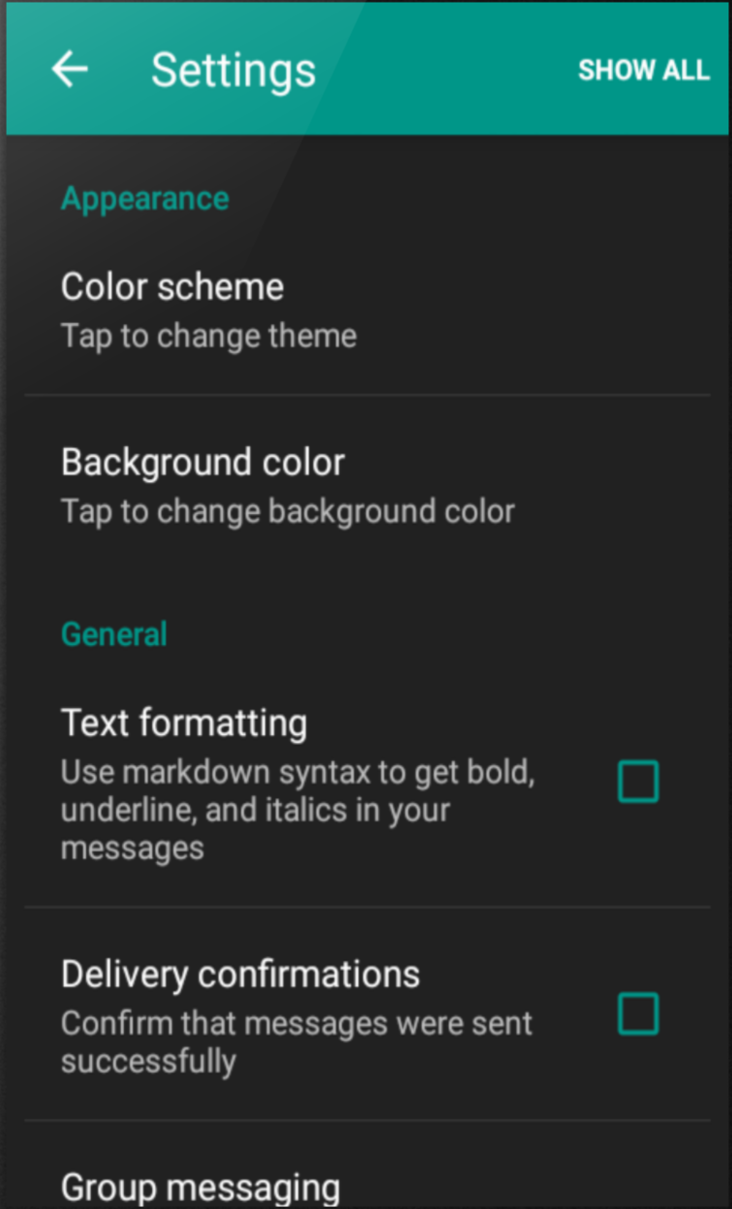 Settings
SHOW ALL
Appearance
Color scheme
Tap to change theme
Background color
Tap to change background color
General
Text formatting
Use markdown syntax to get bold,
underline, and italics in your
messages
Delivery confirmations
Confirm that messages were sent
successfully
Group messaging